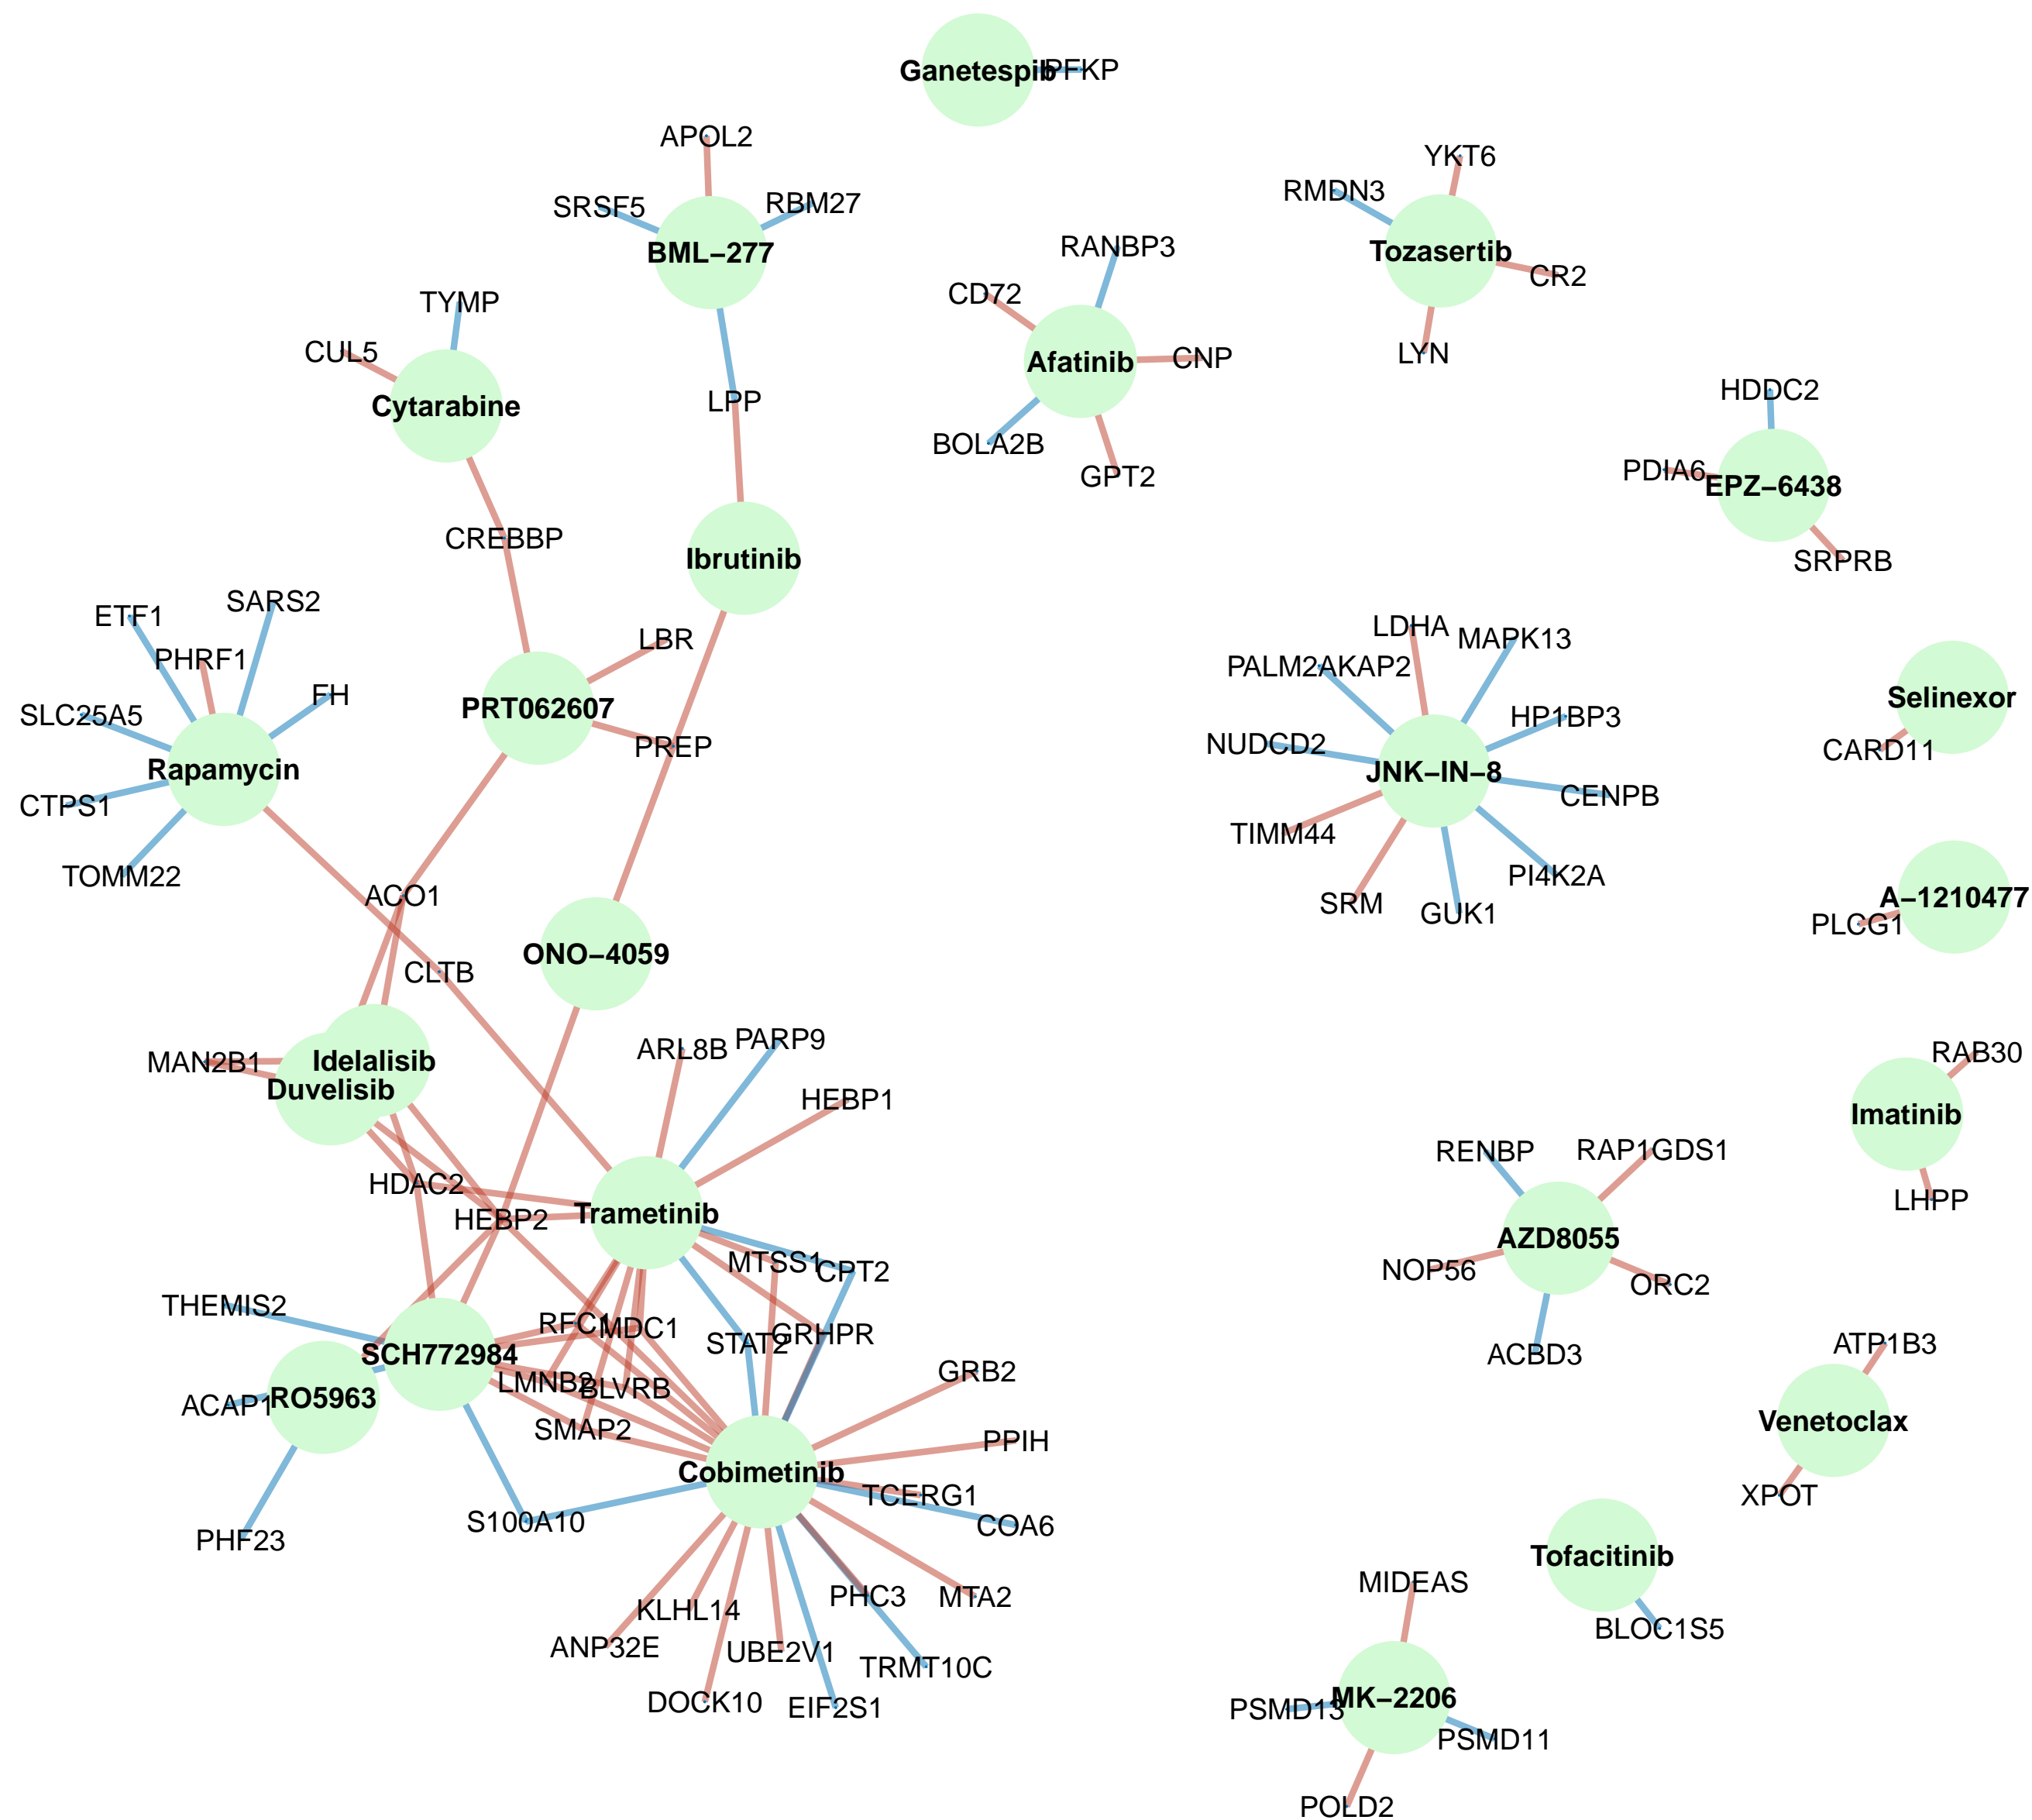 Ganetespib
PFKP
APOL2
YKT6
RMDN3
SRSF5
RBM27
BML−277
Tozasertib
RANBP3
CR2
CD72
TYMP
CUL5
LYN
CNP
Afatinib
HDDC2
LPP
Cytarabine
BOLA2B
PDIA6
GPT2
EPZ−6438
CREBBP
Ibrutinib
SRPRB
SARS2
ETF1
LDHA
MAPK13
LBR
PHRF1
PALM2AKAP2
FH
Selinexor
PRT062607
SLC25A5
HP1BP3
NUDCD2
PREP
CARD11
Rapamycin
JNK−IN−8
CENPB
CTPS1
TIMM44
TOMM22
PI4K2A
ACO1
A−1210477
SRM
GUK1
PLCG1
ONO−4059
CLTB
PARP9
ARL8B
RAB30
MAN2B1
Idelalisib
Duvelisib
HEBP1
Imatinib
RENBP
RAP1GDS1
HDAC2
LHPP
Trametinib
HEBP2
AZD8055
MTSS1
CPT2
NOP56
ORC2
THEMIS2
RFC1
MDC1
STAT2
GRHPR
ATP1B3
SCH772984
ACBD3
GRB2
LMNB2
BLVRB
RO5963
ACAP1
Venetoclax
SMAP2
PPIH
Cobimetinib
TCERG1
XPOT
S100A10
COA6
PHF23
Tofacitinib
MIDEAS
PHC3
MTA2
KLHL14
BLOC1S5
ANP32E
UBE2V1
TRMT10C
MK−2206
DOCK10
EIF2S1
PSMD13
PSMD11
POLD2